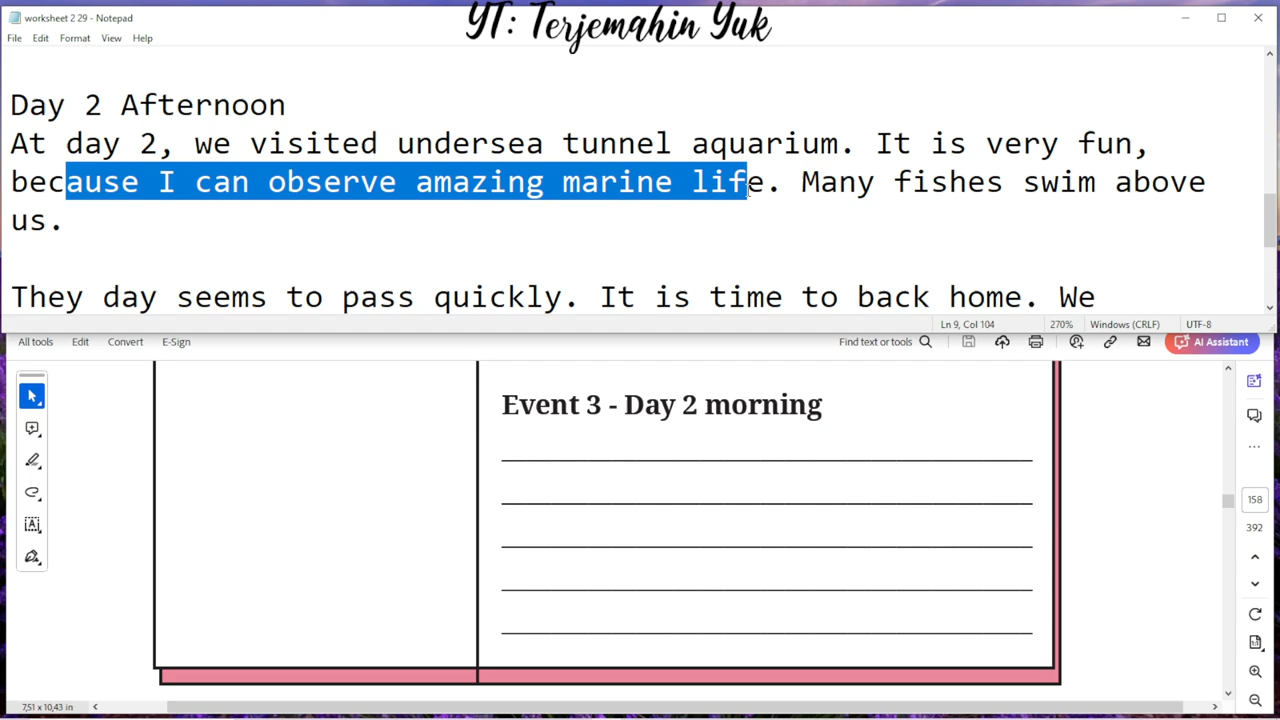 YT: Terjemahin Yuk
worksheet 2 29 - Notepad
File Edit Format View Help
Day 2 Afternoon
At day 2, we visited undersea tunnel aquarium. It is very fun,
because I can observe amazing marine life. Many fishes swim above
us.
They day seems to pass quickly. It is time to back home. We
Ln 9, Col 104 270% Windows (CRLF) UTF-8
All tools Edit Convert E-Sign Find text or tools AI Assistant
Event 3 - Day 2 morning
158
392
7,51 x 10,43 in